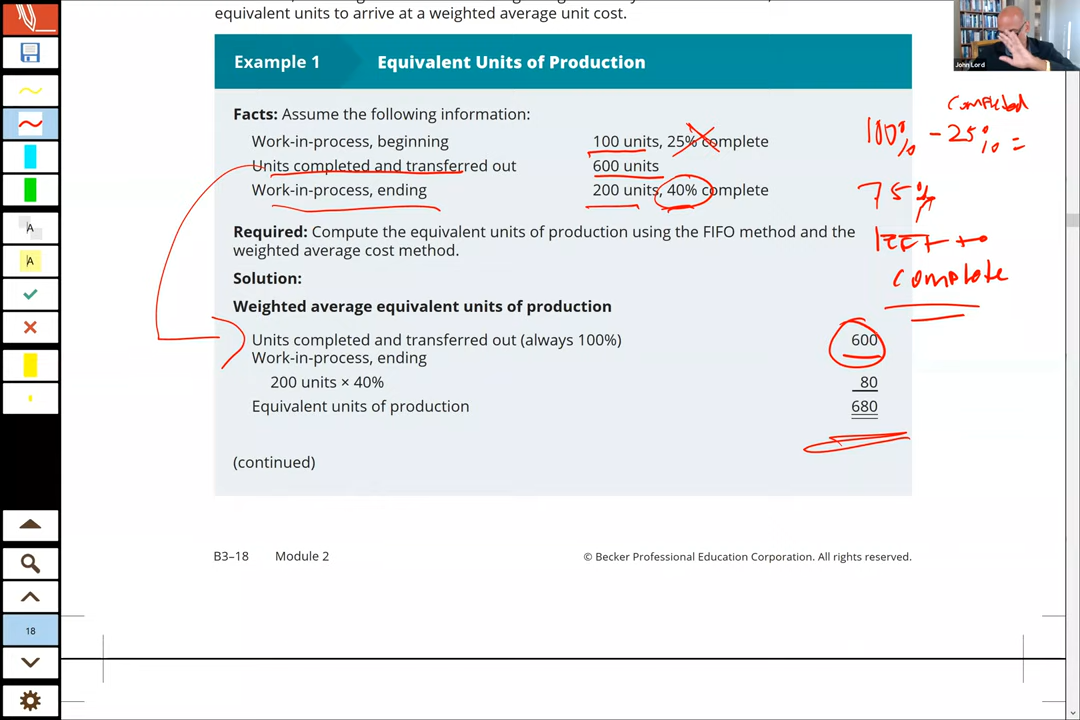 equivalent units to arrive at a weighted average unit cost.
Example 1 Equivalent Units of Production
John Lord
Facts: Assume the following information:
Work-in-process, beginning 100 units, 25% complete
Units completed and transferred out 600 units
Work-in-process, ending 200 units, 40% complete
completed
100% - 25% =
75%
left to
complete
Required: Compute the equivalent units of production using the FIFO method and the
weighted average cost method.
Solution:
Weighted average equivalent units of production
Units completed and transferred out (always 100%) 600
Work-in-process, ending
200 units × 40% 80
Equivalent units of production 680
(continued)
B3–18 Module 2 © Becker Professional Education Corporation. All rights reserved.
A
A
18